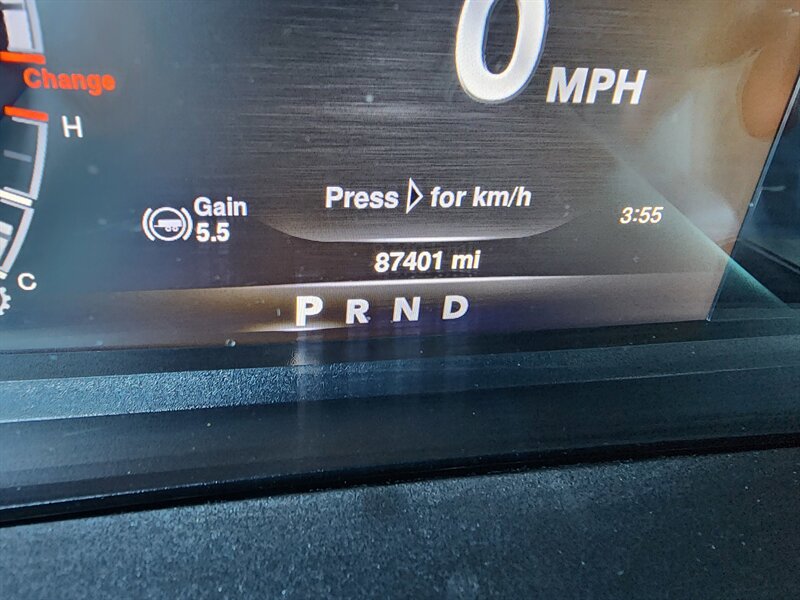 0 MPH
Change
H
Gain
5.5
Press ▷ for km/h
3:55
87401 mi
C
P R N D